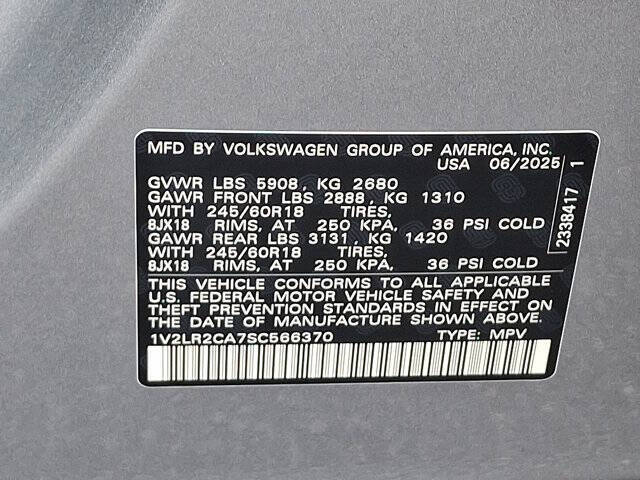 MFD BY VOLKSWAGEN GROUP OF AMERICA, INC.
USA 06/2025
GVWR LBS 5908, KG 2680
GAWR FRONT LBS 2888, KG 1310
WITH 245/60R18 TIRES,
8JX18 RIMS, AT 250 KPA, 36 PSI COLD
GAWR REAR LBS 3131, KG 1420
WITH 245/60R18 TIRES,
8JX18 RIMS, AT 250 KPA, 36 PSI COLD
THIS VEHICLE CONFORMS TO ALL APPLICABLE
U.S. FEDERAL MOTOR VEHICLE SAFETY AND
THEFT PREVENTION STANDARDS IN EFFECT ON
THE DATE OF MANUFACTURE SHOWN ABOVE.
1V2LR2CA7SC566370 TYPE: MPV
2338417 1